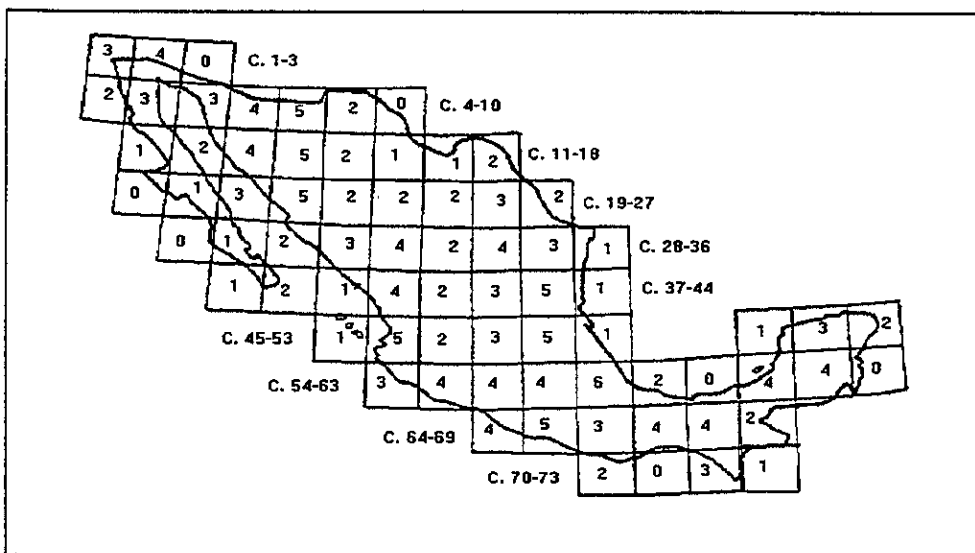 3 4 0 C. 1-3
2 3 3 4 5 2 0 C. 4-10
1 2 4 5 2 1 1 2 C. 11-18
0 1 3 5 2 2 2 3 2 C. 19-27
0 1 2 3 4 2 4 3 1 C. 28-36
1 2 1 4 2 3 5 1 C. 37-44
C. 45-53 1 5 2 3 5 1 1 3 2
C. 54-63 3 4 4 4 6 2 0 4 4 0
C. 64-69 4 5 3 4 4 2
C. 70-73 2 0 3 1